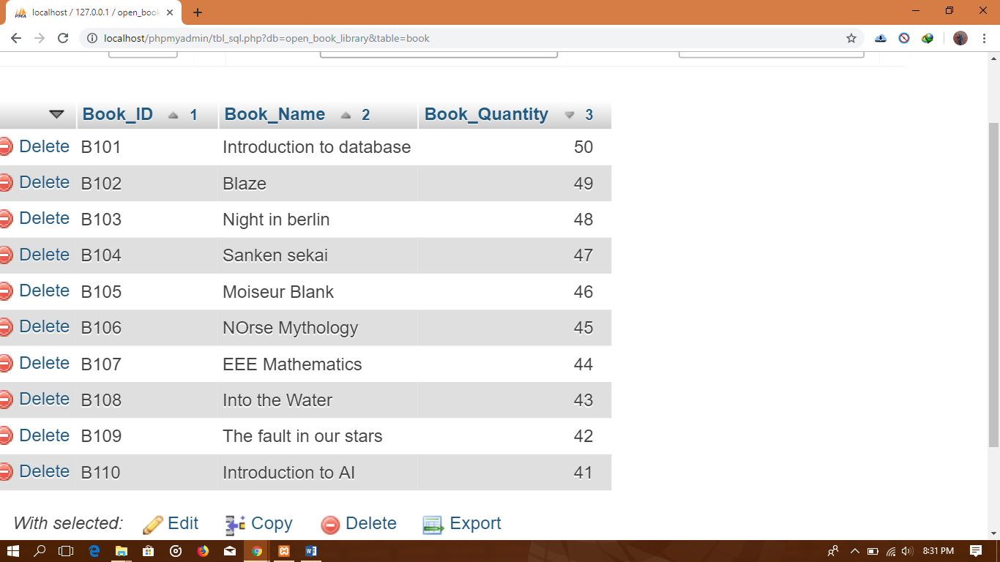 localhost / 127.0.0.1 / open_boo
localhost/phpmyadmin/tbl_sql.php?db=open_book_library&table=book
Book_ID 1 Book_Name 2 Book_Quantity 3
Delete B101 Introduction to database 50
Delete B102 Blaze 49
Delete B103 Night in berlin 48
Delete B104 Sanken sekai 47
Delete B105 Moiseur Blank 46
Delete B106 NOrse Mythology 45
Delete B107 EEE Mathematics 44
Delete B108 Into the Water 43
Delete B109 The fault in our stars 42
Delete B110 Introduction to AI 41
With selected: Edit Copy Delete Export
8:31 PM